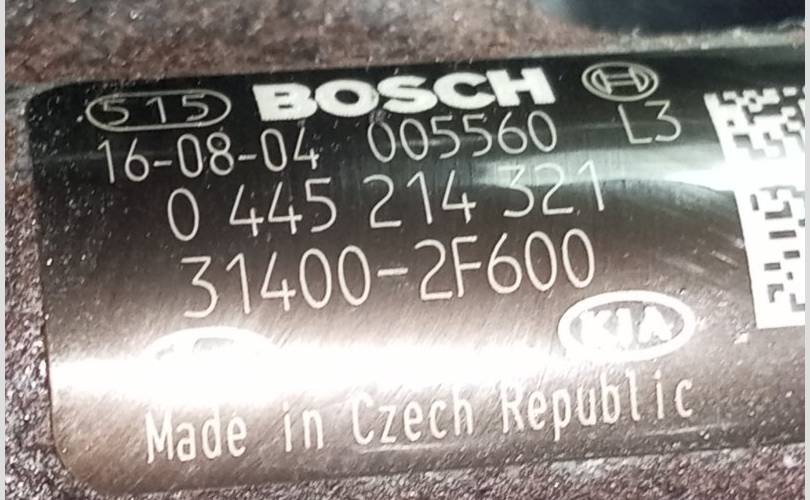 515 BOSCH
16-08-04 005560 L3
0 445 214 321
31400-2F600
KIA
Made in Czech Republic